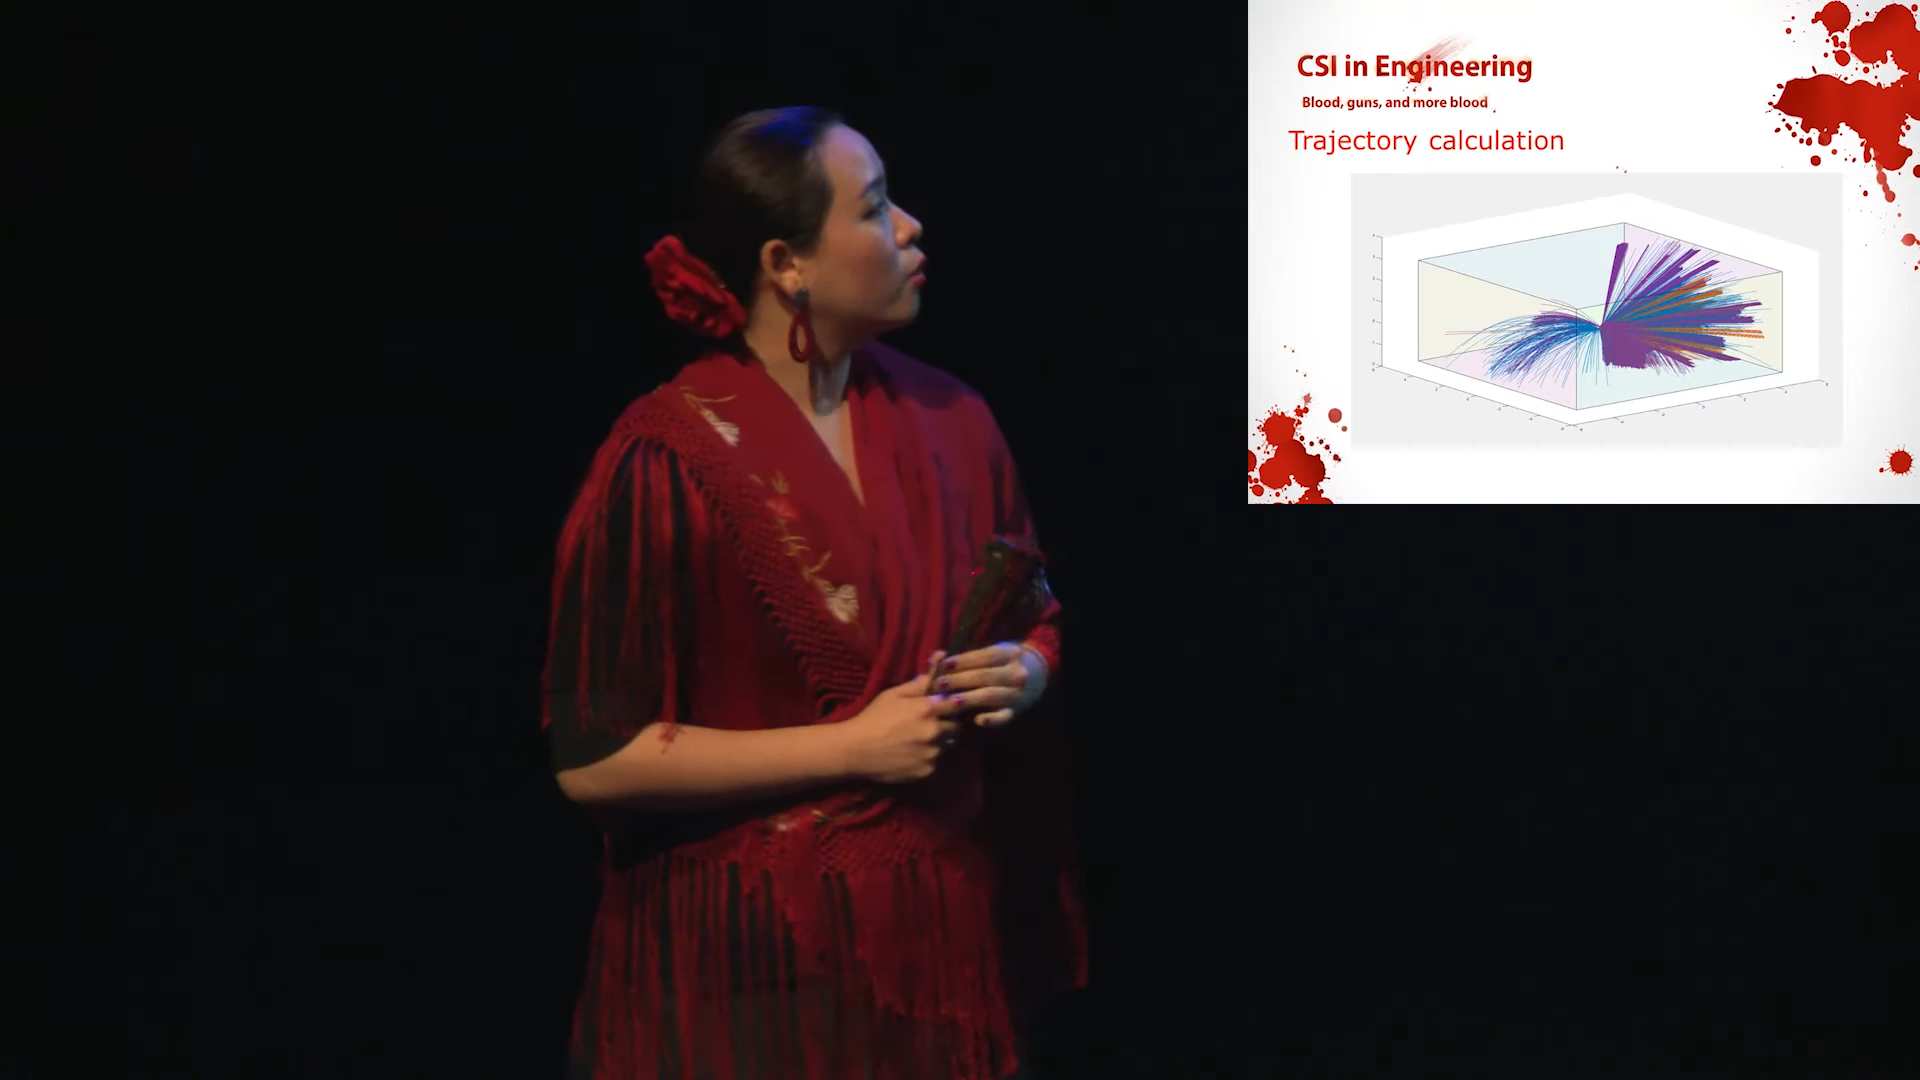 CSI in Engineering
Blood, guns, and more blood
Trajectory calculation